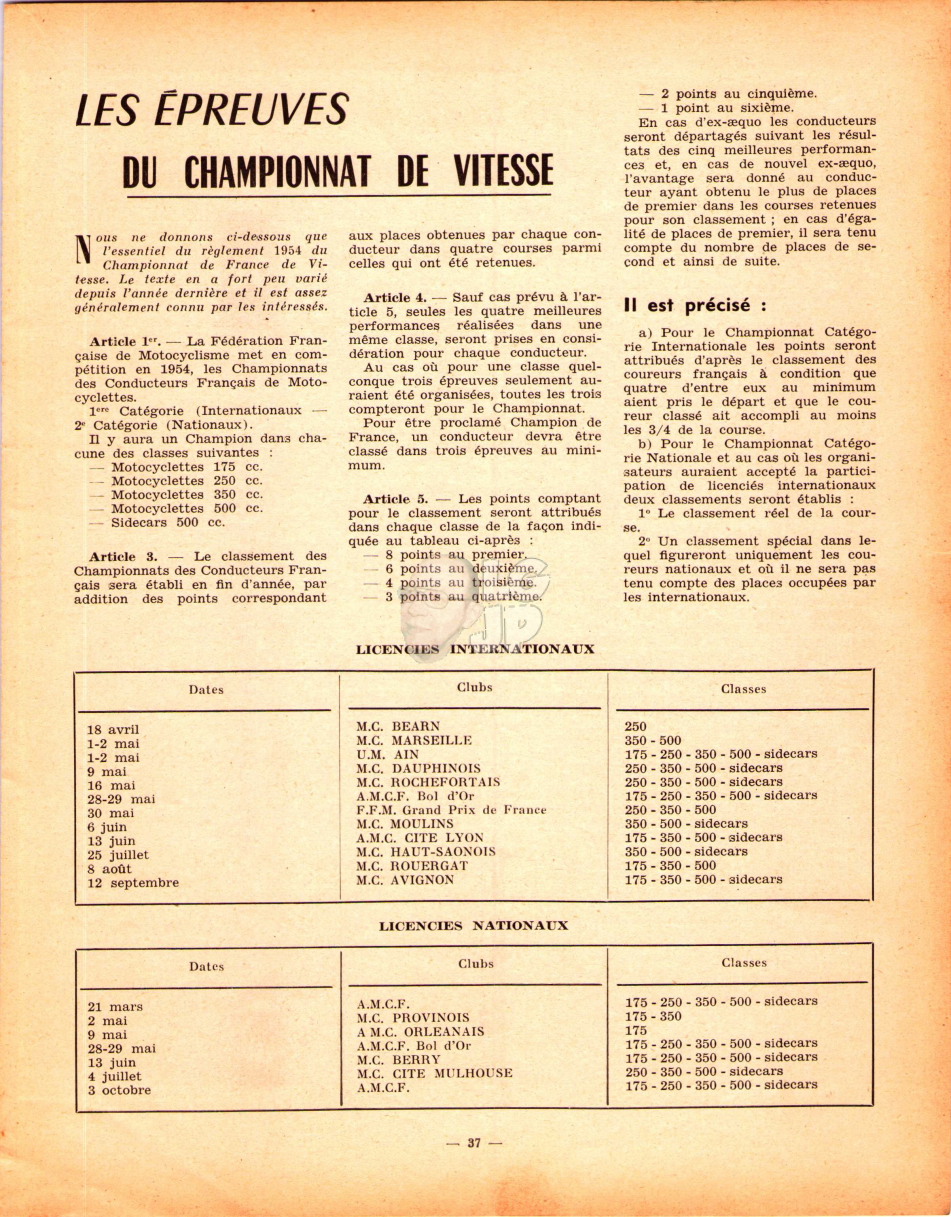 LES ÉPREUVES
DU CHAMPIONNAT DE VITESSE
Nous ne donnons ci-dessous que
l'essentiel du règlement 1954 du
Championnat de France de Vi-
tesse. Le texte en a fort peu varié
depuis l'année dernière et il est assez
généralement connu par les intéressés.
Article 1er. — La Fédération Fran-
çaise de Motocyclisme met en com-
pétition en 1954, les Championnats
des Conducteurs Français de Moto-
cyclettes.
1ere Catégorie (Internationaux —
2e Catégorie (Nationaux).
Il y aura un Champion dans cha-
cune des classes suivantes :
— Motocyclettes 175 cc.
— Motocyclettes 250 cc.
— Motocyclettes 350 cc.
— Motocyclettes 500 cc.
— Sidecars 500 cc.
Article 3. — Le classement des
Championnats des Conducteurs Fran-
çais sera établi en fin d'année, par
addition des points correspondant
aux places obtenues par chaque con-
ducteur dans quatre courses parmi
celles qui ont été retenues.
Article 4. — Sauf cas prévu à l'ar-
ticle 5, seules les quatre meilleures
performances réalisées dans une
même classe, seront prises en consi-
dération pour chaque conducteur.
Au cas où pour une classe quel-
conque trois épreuves seulement au-
raient été organisées, toutes les trois
compteront pour le Championnat.
Pour être proclamé Champion de
France, un conducteur devra être
classé dans trois épreuves au mini-
mum.
Article 5. — Les points comptant
pour le classement seront attribués
dans chaque classe de la façon indi-
quée au tableau ci-après :
— 8 points au premier.
— 6 points au deuxième.
— 4 points au troisième.
— 3 points au quatrième.
— 2 points au cinquième.
— 1 point au sixième.
En cas d'ex-æquo les conducteurs
seront départagés suivant les résul-
tats des cinq meilleures performan-
ces et, en cas de nouvel ex-æquo,
l'avantage sera donné au conduc-
teur ayant obtenu le plus de places
de premier dans les courses retenues
pour son classement ; en cas d'éga-
lité de places de premier, il sera tenu
compte du nombre de places de se-
cond et ainsi de suite.
Il est précisé :
a) Pour le Championnat Catégo-
rie Internationale les points seront
attribués d'après le classement des
coureurs français à condition que
quatre d'entre eux au minimum
aient pris le départ et que le cou-
reur classé ait accompli au moins
les 3/4 de la course.
b) Pour le Championnat Catégo-
rie Nationale et au cas où les organi-
sateurs auraient accepté la partici-
pation de licenciés internationaux
deux classements seront établis :
1° Le classement réel de la cour-
se.
2° Un classement spécial dans le-
quel figureront uniquement les cou-
reurs nationaux et où il ne sera pas
tenu compte des places occupées par
les internationaux.
LICENCIES INTERNATIONAUX
Dates Clubs Classes
18 avril M.C. BEARN 250
1-2 mai M.C. MARSEILLE 350 - 500
1-2 mai U.M. AIN 175 - 250 - 350 - 500 - sidecars
9 mai M.C. DAUPHINOIS 250 - 350 - 500 - sidecars
16 mai M.C. ROCHEFORTAIS 250 - 350 - 500 - sidecars
28-29 mai A.M.C.F. Bol d'Or 175 - 250 - 350 - 500 - sidecars
30 mai F.F.M. Grand Prix de France 250 - 350 - 500
6 juin M.C. MOULINS 350 - 500 - sidecars
13 juin A.M.C. CITE LYON 175 - 350 - 500 - sidecars
25 juillet M.C. HAUT-SAONOIS 350 - 500 - sidecars
8 août M.C. ROUERGAT 175 - 350 - 500
12 septembre M.C. AVIGNON 175 - 350 - 500 - sidecars
LICENCIES NATIONAUX
Dates Clubs Classes
21 mars A.M.C.F. 175 - 250 - 350 - 500 - sidecars
2 mai M.C. PROVINOIS 175 - 350
9 mai A M.C. ORLEANAIS 175
28-29 mai A.M.C.F. Bol d'Or 175 - 250 - 350 - 500 - sidecars
13 juin M.C. BERRY 175 - 250 - 350 - 500 - sidecars
4 juillet M.C. CITE MULHOUSE 250 - 350 - 500 - sidecars
3 octobre A.M.C.F. 175 - 250 - 350 - 500 - sidecars
— 37 —